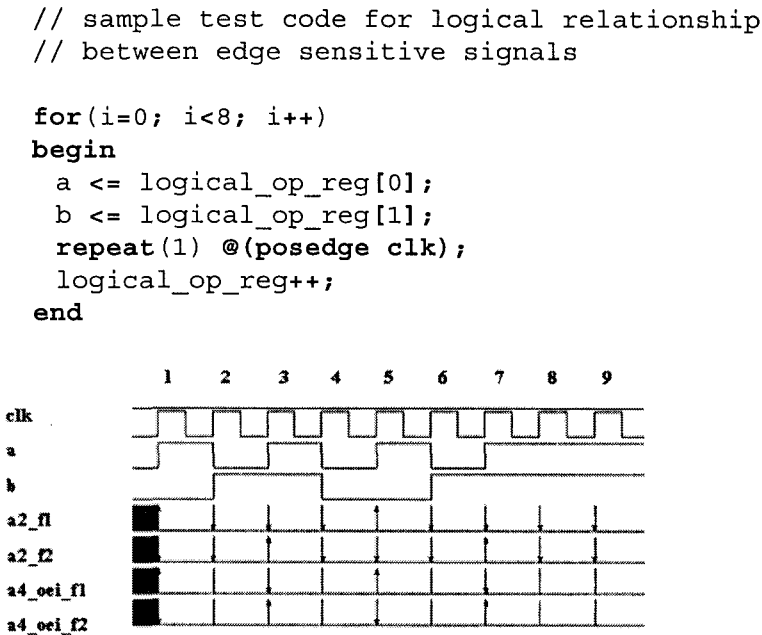 // sample test code for logical relationship
// between edge sensitive signals
for(i=0; i<8; i++)
begin
a <= logical_op_reg[0];
b <= logical_op_reg[1];
repeat(1) @(posedge clk);
logical_op_reg++;
end
1 2 3 4 5 6 7 8 9
clk
a
b
a2_f1
a2_f2
a4_oei_f1
a4_oei_f2